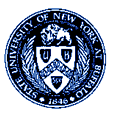 STATE UNIVERSITY OF NEW YORK AT BUFFALO
1846